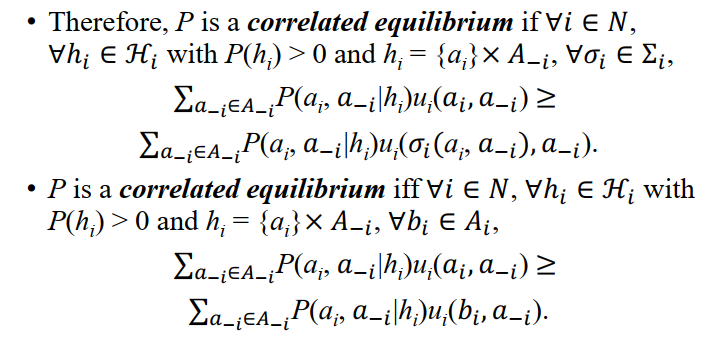 • Therefore, P is a correlated equilibrium if ∀i ∈ N,
∀hᵢ ∈ ℋᵢ with P(hᵢ) > 0 and hᵢ = {aᵢ}× A₋ᵢ, ∀σᵢ ∈ Σᵢ,
∑a₋ᵢ∈A₋ᵢ P(aᵢ, a₋ᵢ|hᵢ)uᵢ(aᵢ, a₋ᵢ) ≥
∑a₋ᵢ∈A₋ᵢ P(aᵢ, a₋ᵢ|hᵢ)uᵢ(σᵢ(aᵢ, a₋ᵢ), a₋ᵢ).
• P is a correlated equilibrium iff ∀i ∈ N, ∀hᵢ ∈ ℋᵢ with
P(hᵢ) > 0 and hᵢ = {aᵢ}× A₋ᵢ, ∀bᵢ ∈ Aᵢ,
∑a₋ᵢ∈A₋ᵢ P(aᵢ, a₋ᵢ|hᵢ)uᵢ(aᵢ, a₋ᵢ) ≥
∑a₋ᵢ∈A₋ᵢ P(aᵢ, a₋ᵢ|hᵢ)uᵢ(bᵢ, a₋ᵢ).